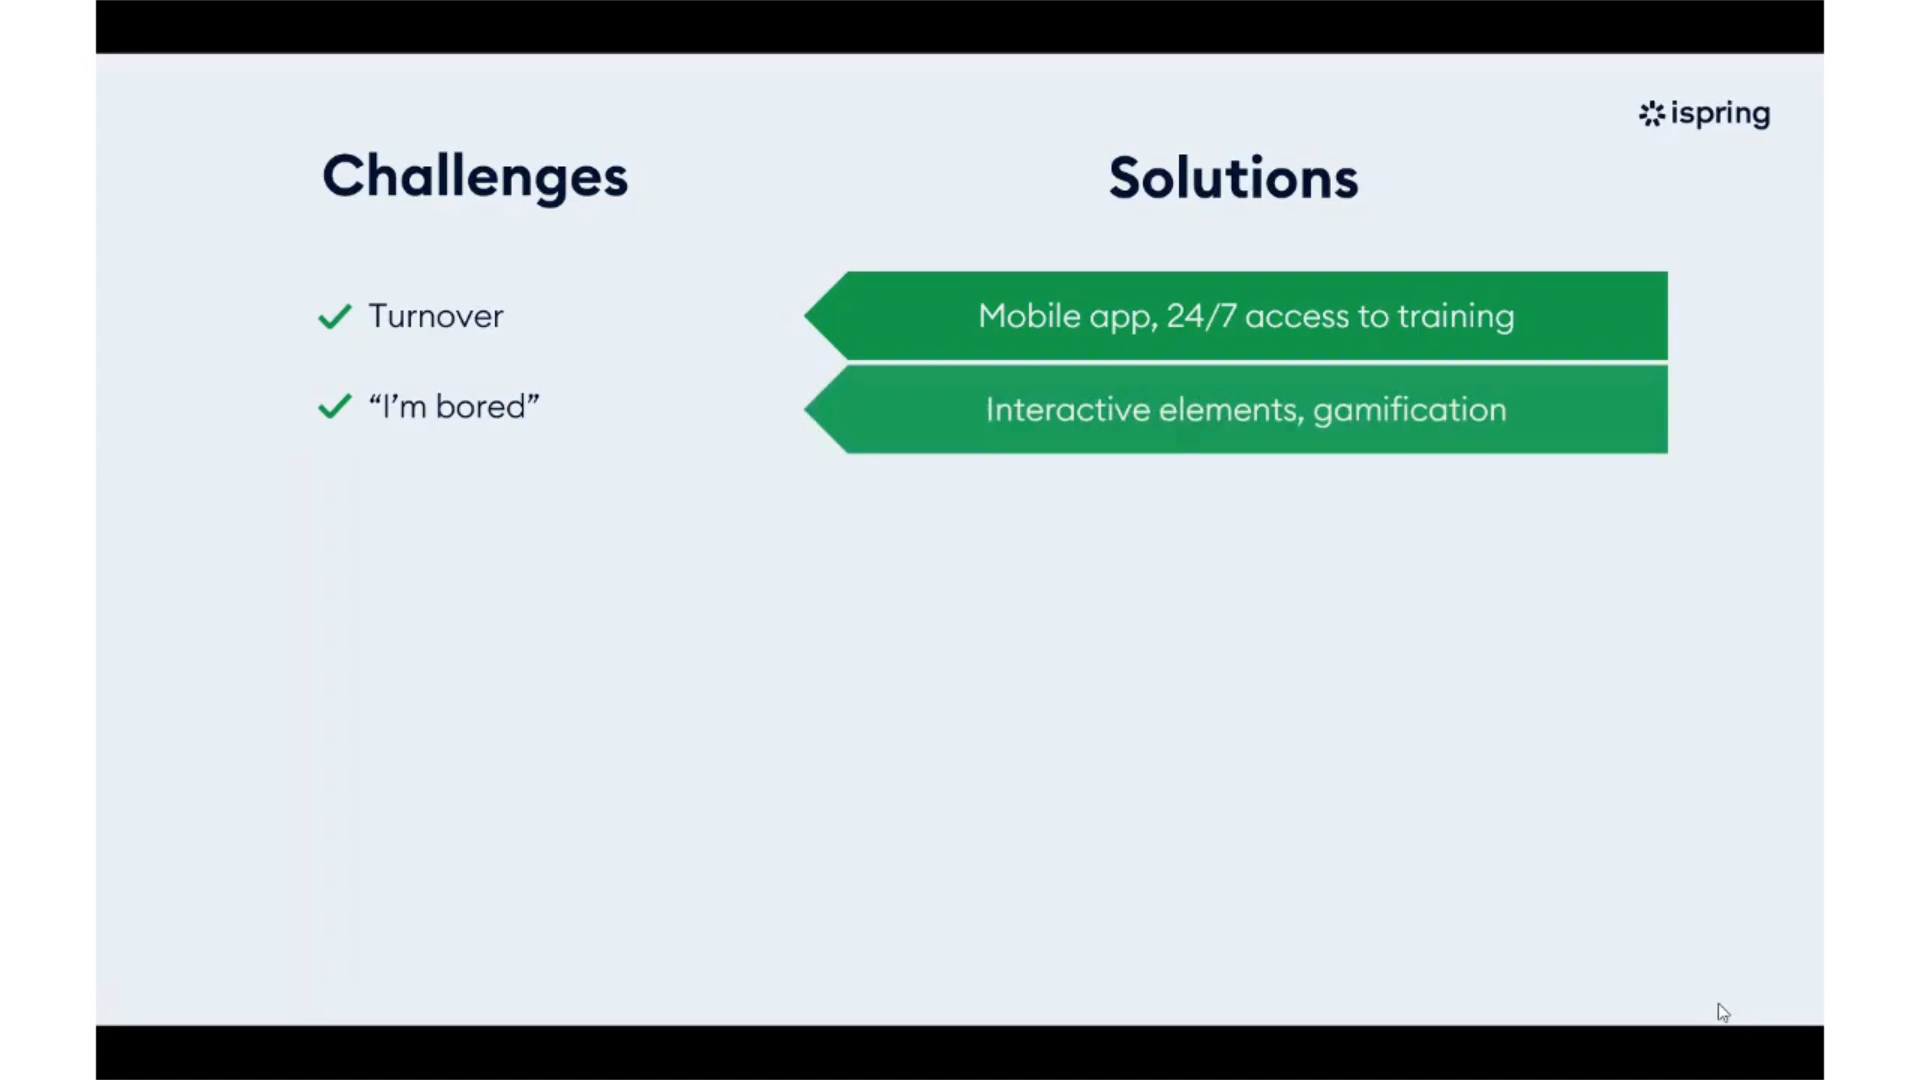 ispring
Challenges
Solutions
Turnover
Mobile app, 24/7 access to training
“I’m bored”
Interactive elements, gamification